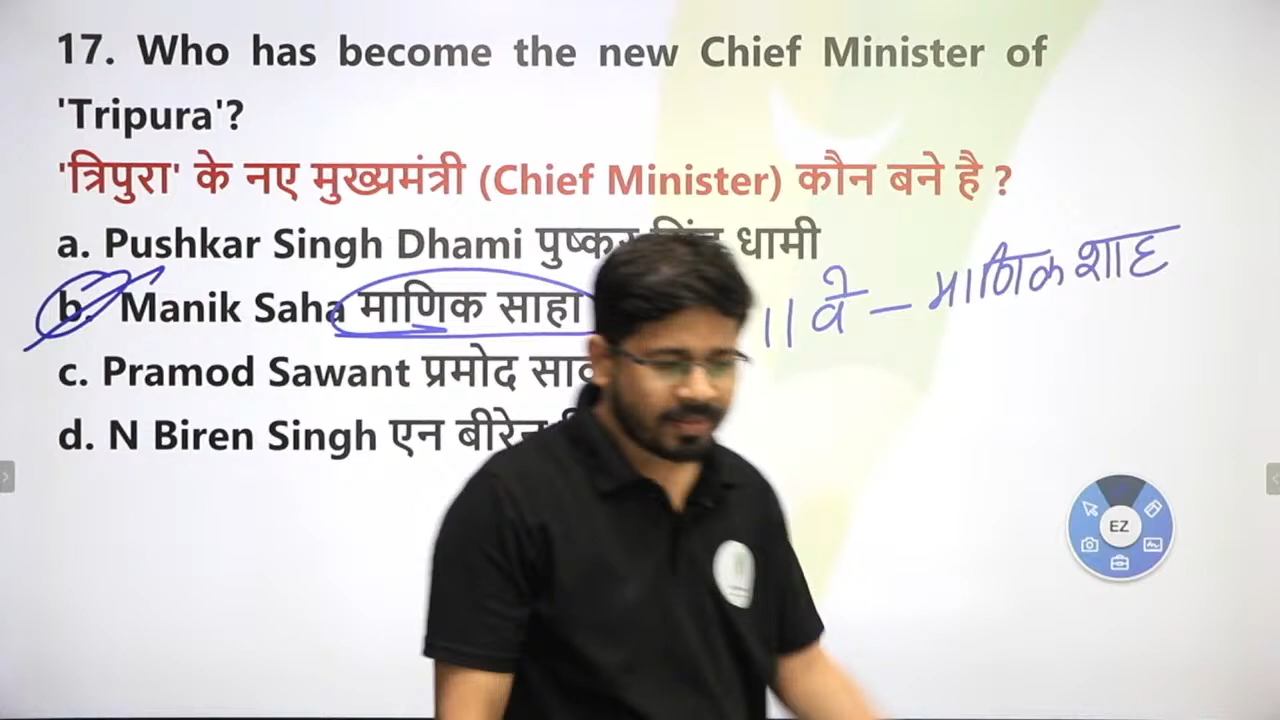 17. Who has become the new Chief Minister of
'Tripura'?
'त्रिपुरा' के नए मुख्यमंत्री (Chief Minister) कौन बने है ?
a. Pushkar Singh Dhami धामी
b. Manik Saha माणिक साहा
11 वे – माणिक शाह
c. Pramod Sawant प्रमोद
d. N Biren Singh एन
EZ